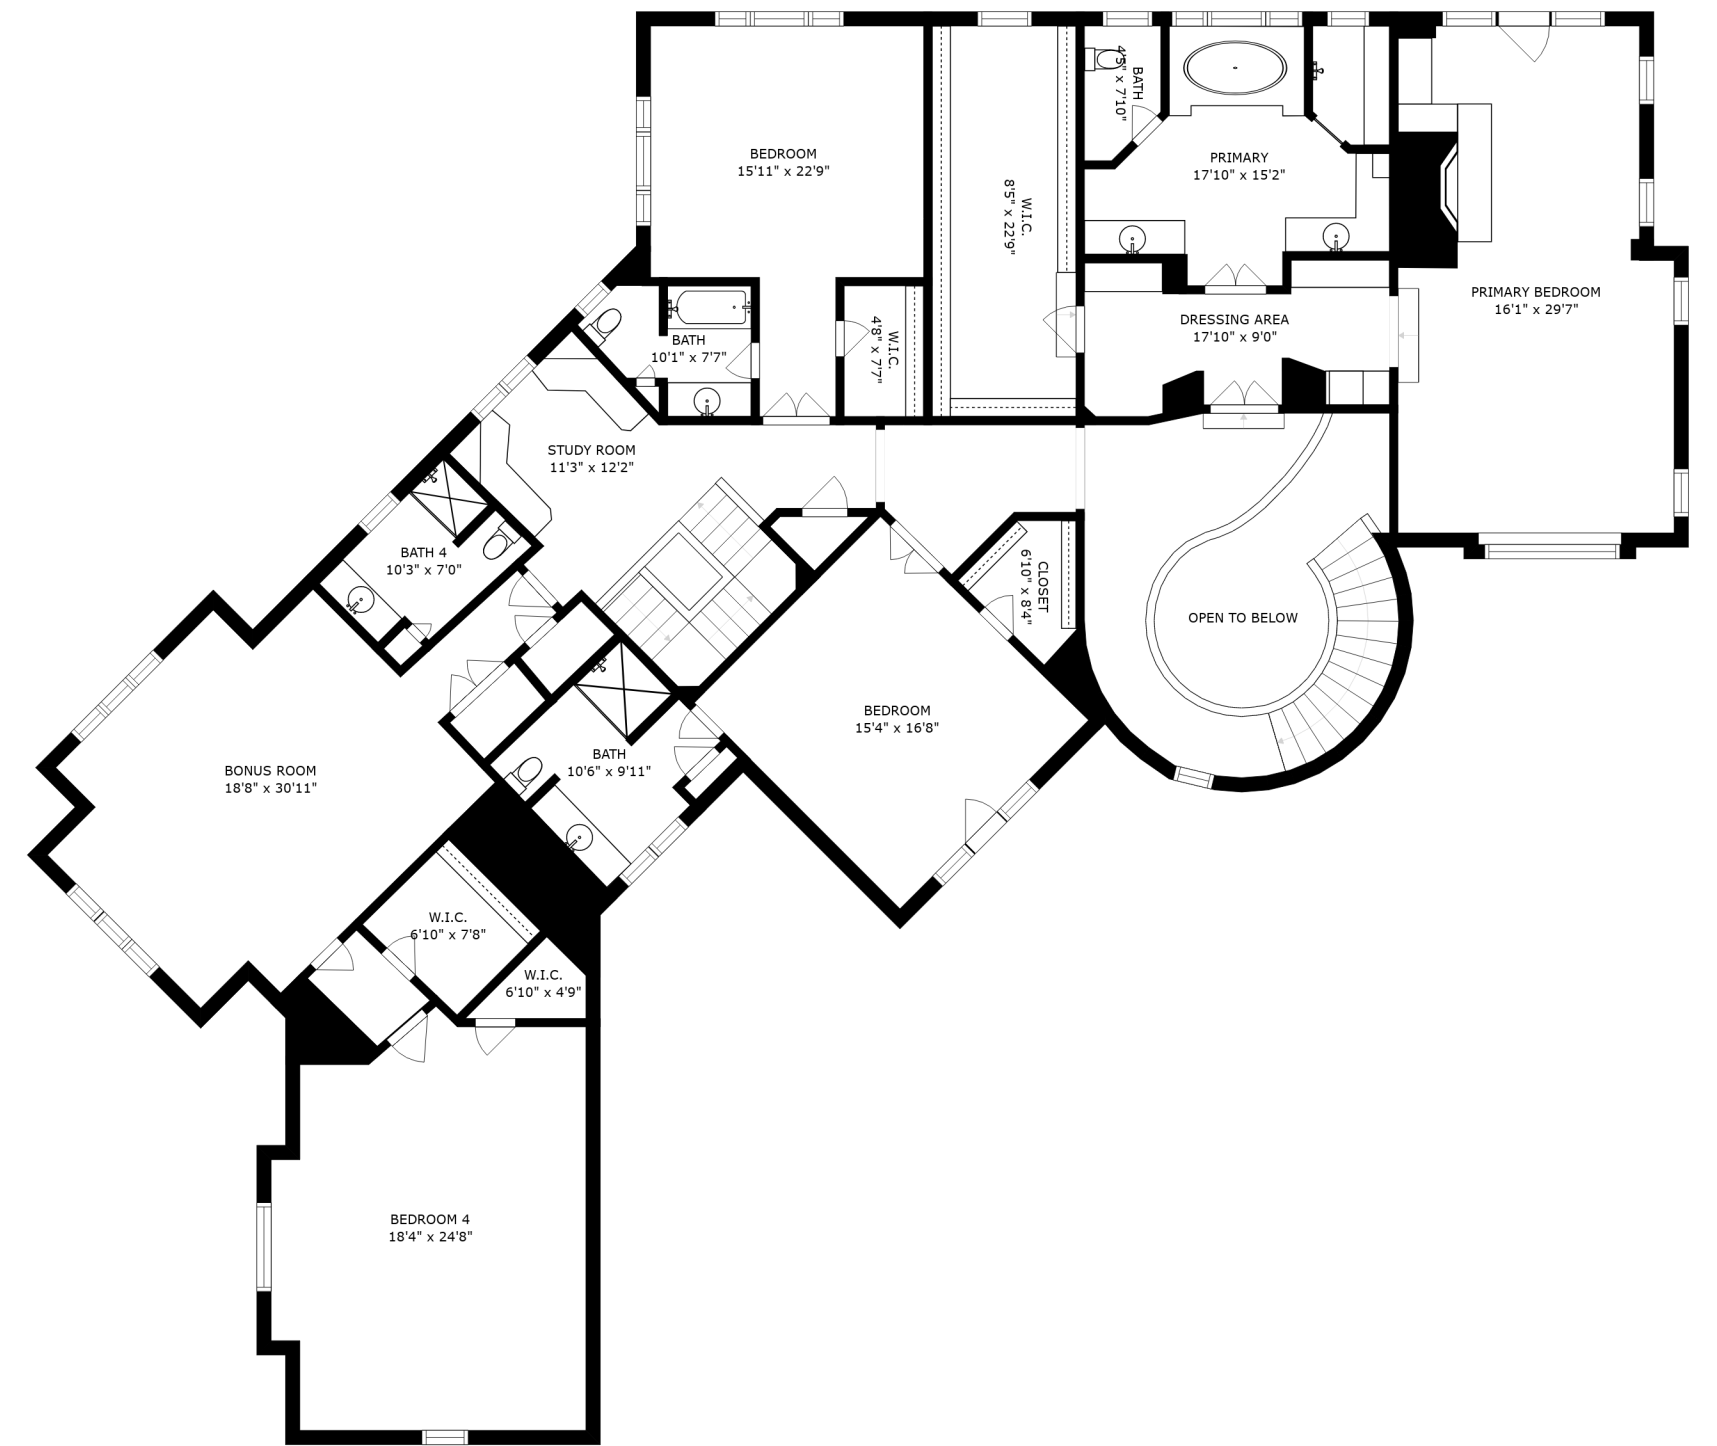 BATH
4'5" x 7'10"
BEDROOM
15'11" x 22'9"
PRIMARY
17'10" x 15'2"
W.I.C.
8'5" x 22'9"
PRIMARY BEDROOM
16'1" x 29'7"
DRESSING AREA
17'10" x 9'0"
BATH
10'1" x 7'7"
W.I.C.
4'8" x 7'7"
STUDY ROOM
11'3" x 12'2"
BATH 4
10'3" x 7'0"
CLOSET
6'10" x 8'4"
OPEN TO BELOW
BEDROOM
15'4" x 16'8"
BATH
10'6" x 9'11"
BONUS ROOM
18'8" x 30'11"
W.I.C.
6'10" x 7'8"
W.I.C.
6'10" x 4'9"
BEDROOM 4
18'4" x 24'8"